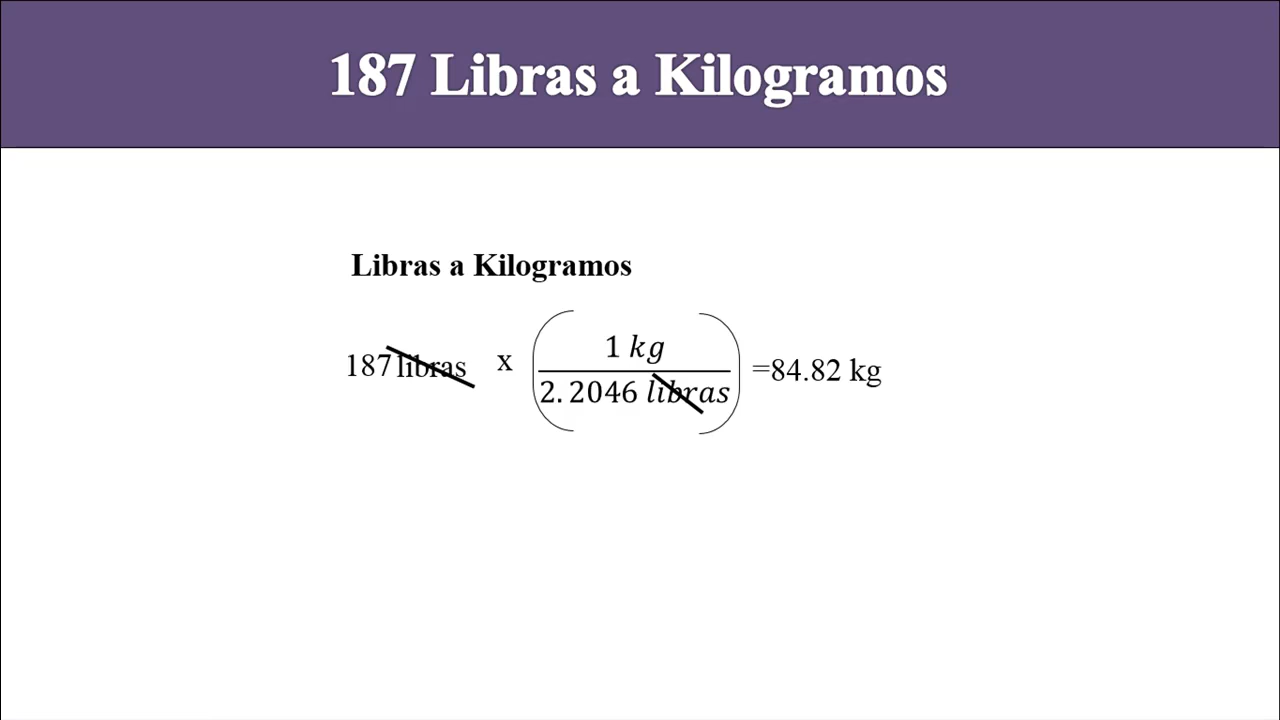 187 Libras a Kilogramos
Libras a Kilogramos
187 libras x ( 1 kg / 2.2046 libras ) =84.82 kg